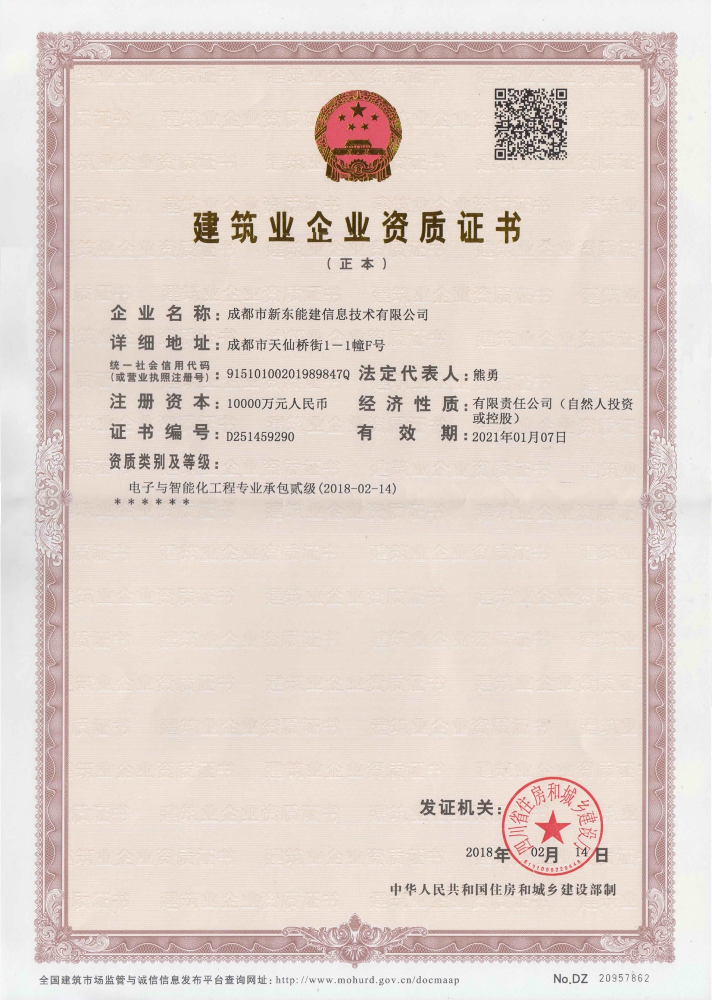 建筑业企业资质证书
（正本）
企业名称：成都市新东能建信息技术有限公司
详细地址：成都市天仙桥街1－1幢F号
统一社会信用代码
（或营业执照注册号）：91510100201989847Q 法定代表人：熊勇
注册资本：10000万元人民币 经济性质：有限责任公司（自然人投资
或控股）
证书编号：D251459290 有效期：2021年01月07日
资质类别及等级：
电子与智能化工程专业承包贰级(2018-02-14)
******
发证机关：
四川省住房和城乡建设厅
2018年 02月 14日
5101008229648
中华人民共和国住房和城乡建设部制
全国建筑市场监管与诚信信息发布平台查询网址：http://www.mohurd.gov.cn/docmaap
No.DZ 20957862